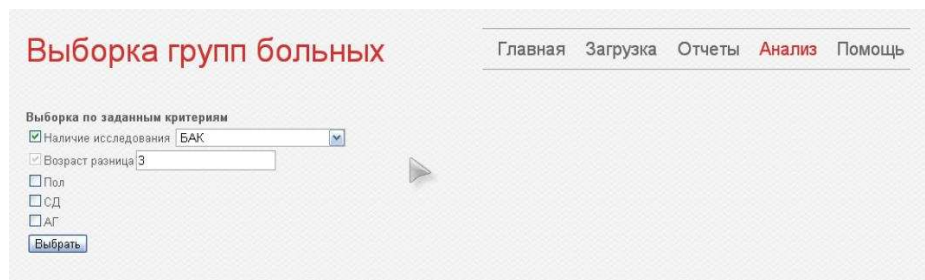 Выборка групп больных
Главная Загрузка Отчеты Анализ Помощь
Выборка по заданным критериям
Наличие исследования БАК
Возраст разница 3
Пол
СД
АГ
Выбрать